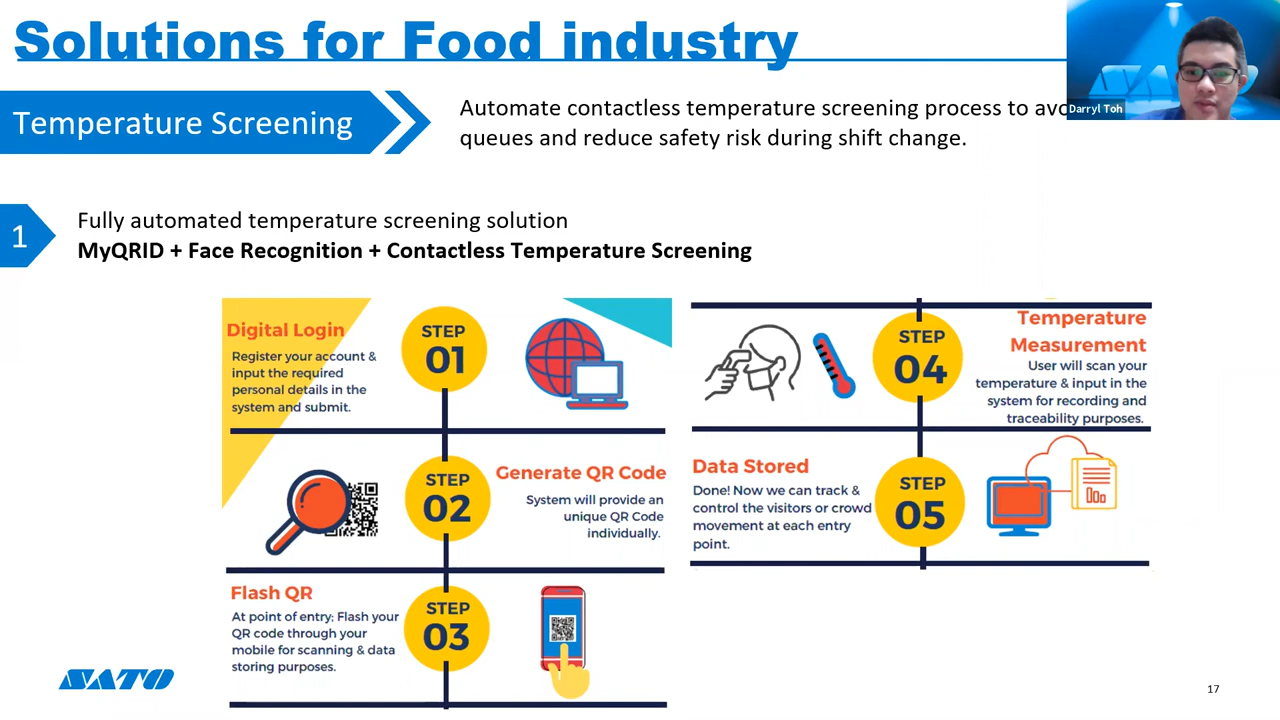 Solutions for Food industry
Darryl Toh
Temperature Screening
Automate contactless temperature screening process to
queues and reduce safety risk during shift change.
1
Fully automated temperature screening solution
MyQRID + Face Recognition + Contactless Temperature Screening
Digital Login
Register your account &
input the required
personal details in the
system and submit.
STEP
01
Generate QR Code
System will provide an
unique QR Code
individually.
STEP
02
Flash QR
At point of entry; Flash your
QR code through your
mobile for scanning & data
storing purposes.
STEP
03
STEP
04
Temperature
Measurement
User will scan your
temperature & input in the
system for recording and
traceability purposes.
Data Stored
Done! Now we can track &
control the visitors or crowd
movement at each entry
point.
STEP
05
SATO
17